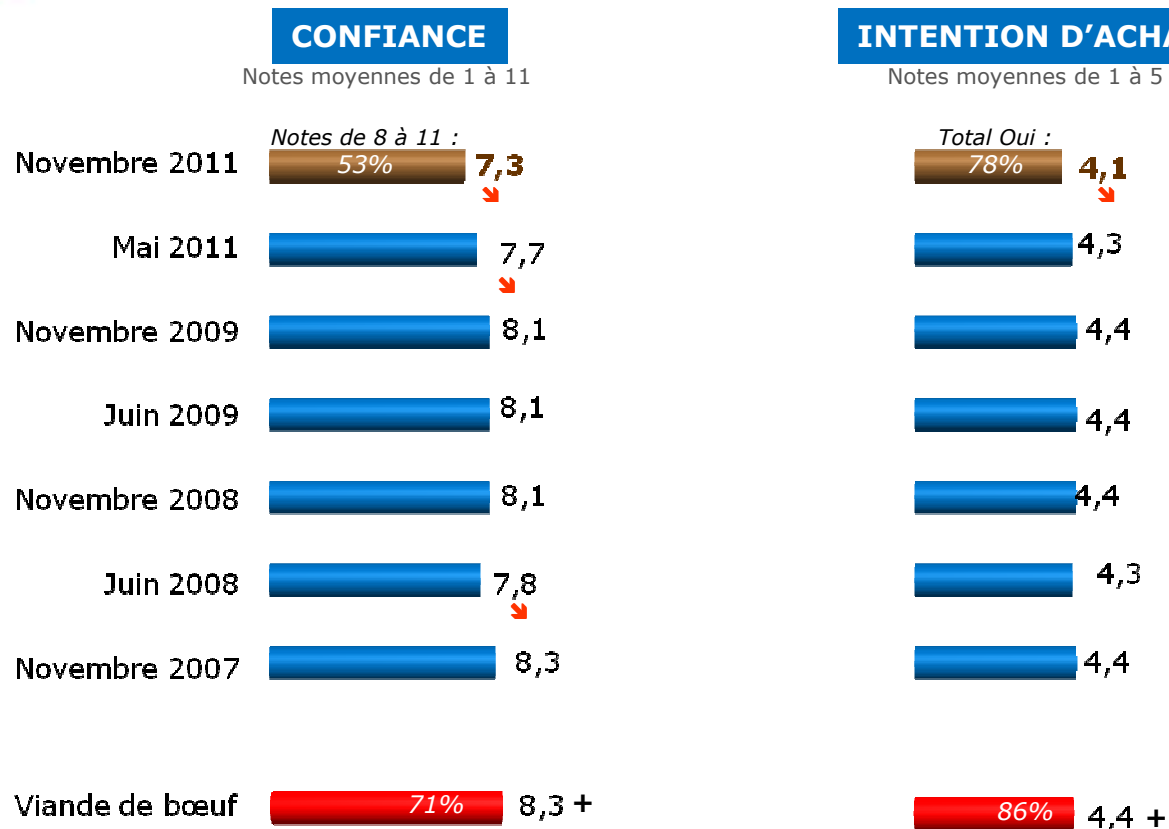 CONFIANCE
Notes moyennes de 1 à 11
Notes de 8 à 11 :
Novembre 2011 53% 7,3
Mai 2011 7,7
Novembre 2009 8,1
Juin 2009 8,1
Novembre 2008 8,1
Juin 2008 7,8
Novembre 2007 8,3
Viande de bœuf 71% 8,3 +
INTENTION D'ACHA
Notes moyennes de 1 à 5
Total Oui :
78% 4,1
4,3
4,4
4,4
4,4
4,3
4,4
86% 4,4 +